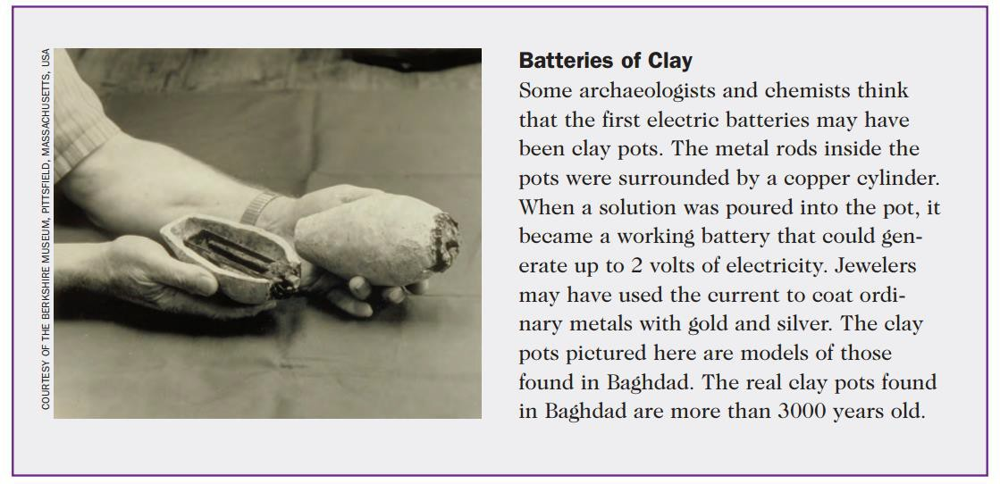 COURTESY OF THE BERKSHIRE MUSEUM, PITTSFIELD, MASSACHUSETTS, USA
Batteries of Clay
Some archaeologists and chemists think
that the first electric batteries may have
been clay pots. The metal rods inside the
pots were surrounded by a copper cylinder.
When a solution was poured into the pot, it
became a working battery that could gen-
erate up to 2 volts of electricity. Jewelers
may have used the current to coat ordi-
nary metals with gold and silver. The clay
pots pictured here are models of those
found in Baghdad. The real clay pots found
in Baghdad are more than 3000 years old.